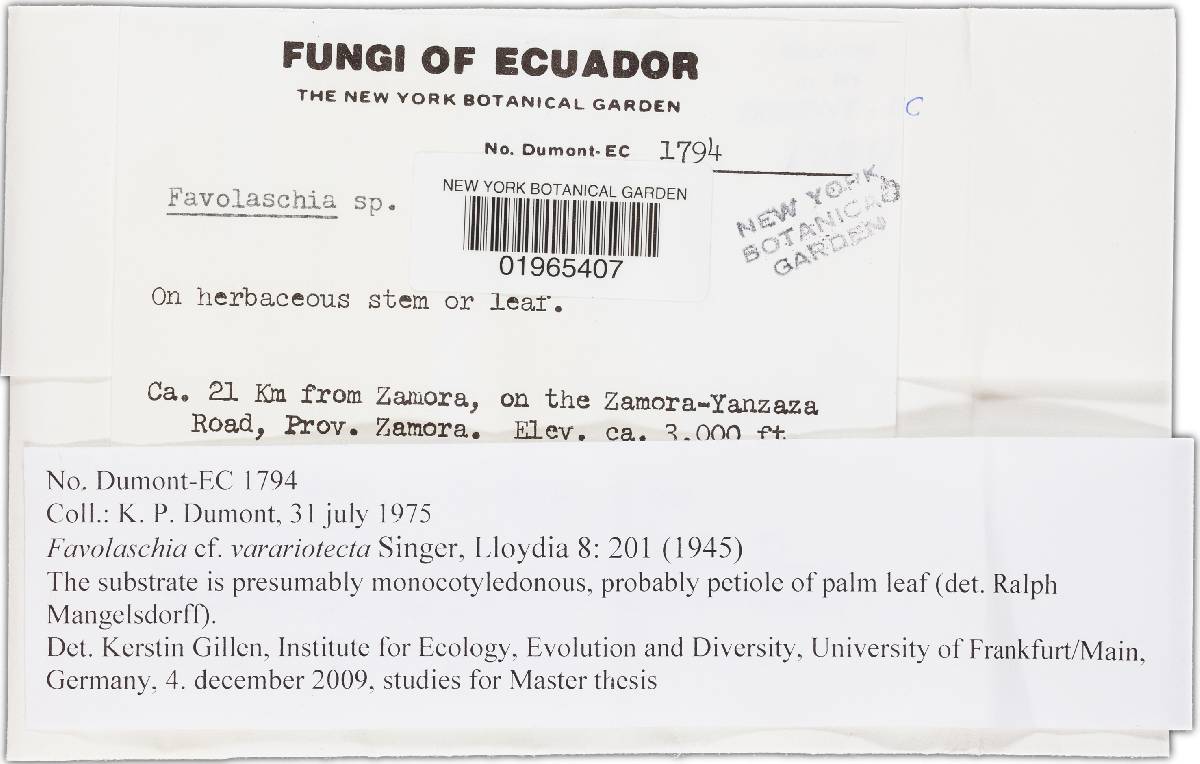 FUNGI OF ECUADOR
THE NEW YORK BOTANICAL GARDEN
C
No. Dumont-EC 1794
NEW YORK BOTANICAL GARDEN
01965407
NEW YORK
BOTANICAL
GARDEN
Favolaschia sp.
On herbaceous stem or leaf.
Ca. 21 Km from Zamora, on the Zamora-Yanzaza
Road, Prov. Zamora. Elev. ca. 3,000 ft
No. Dumont-EC 1794
Coll.: K. P. Dumont, 31 july 1975
Favolaschia cf. varariotecta Singer, Lloydia 8: 201 (1945)
The substrate is presumably monocotyledonous, probably petiole of palm leaf (det. Ralph
Mangelsdorff).
Det. Kerstin Gillen, Institute for Ecology, Evolution and Diversity, University of Frankfurt/Main,
Germany, 4. december 2009, studies for Master thesis